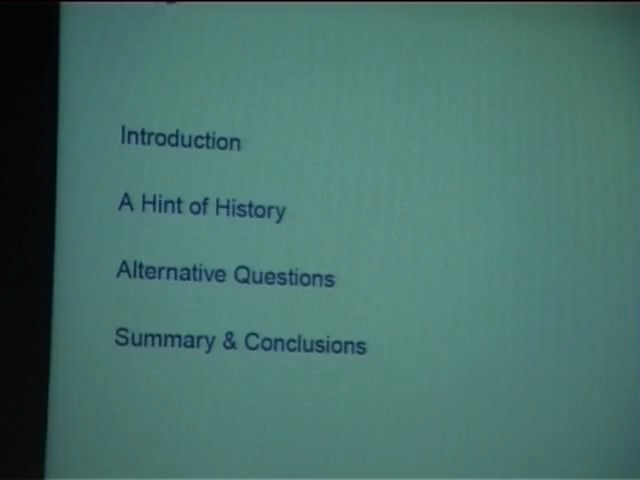 Introduction
A Hint of History
Alternative Questions
Summary & Conclusions